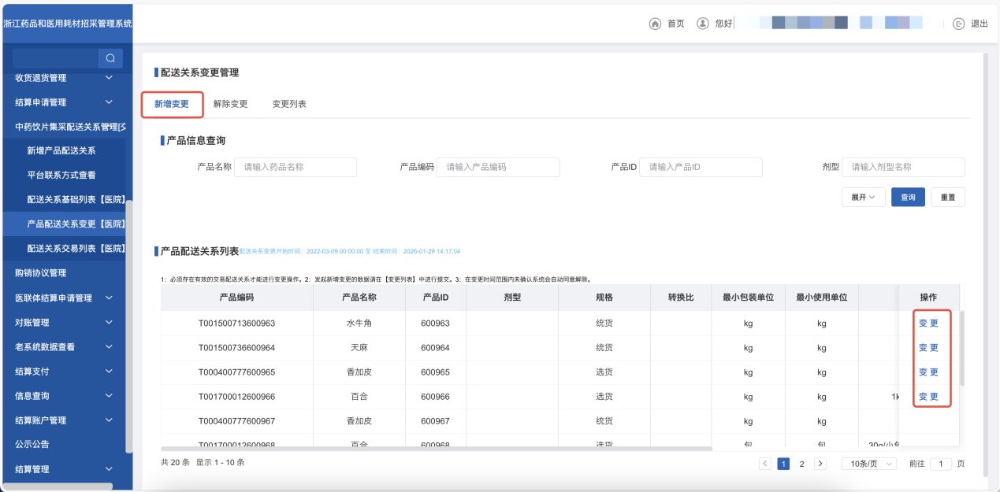 浙江药品和医用耗材招采管理系统
首页 您好 退出
收货退货管理
结算申请管理
中药饮片集采配送关系管理[交
新增产品配送关系
平台联系方式查看
配送关系基础列表【医院】
产品配送关系变更【医院】
配送关系交易列表【医院】
购销协议管理
医联体结算申请管理
对账管理
老系统数据查看
结算支付
信息查询
结算账户管理
公示公告
结算管理
配送关系变更管理
新增变更 解除变更 变更列表
产品信息查询
产品名称 请输入药品名称 产品编码 请输入产品编码 产品ID 请输入产品ID 剂型 请输入剂型名称
展开 查询 重置
产品配送关系列表 配送关系变更开始时间：2022-03-09 00:00:00 至 结束时间：2026-01-29 14:17:04
1：必须存在有效的交易配送关系才能进行变更操作。2：发起新增变更的数据请在【变更列表】中进行提交。3：在变更时间范围内未确认系统会自动同意解除。
产品编码 产品名称 产品ID 剂型 规格 转换比 最小包装单位 最小使用单位 操作
T001500713600963 水牛角 600963 统货 kg kg 变更
T001500736600964 天麻 600964 统货 kg kg 变更
T000400777600965 香加皮 600965 选货 kg kg 变更
T001700012600966 百合 600966 选货 kg kg 1k 变更
T000400777600967 香加皮 600967 统货 kg kg
T001700012600968 百合 600968 选货 包 包 30g/小包
共 20 条 显示 1 - 10 条 1 2 10条/页 前往 1 页